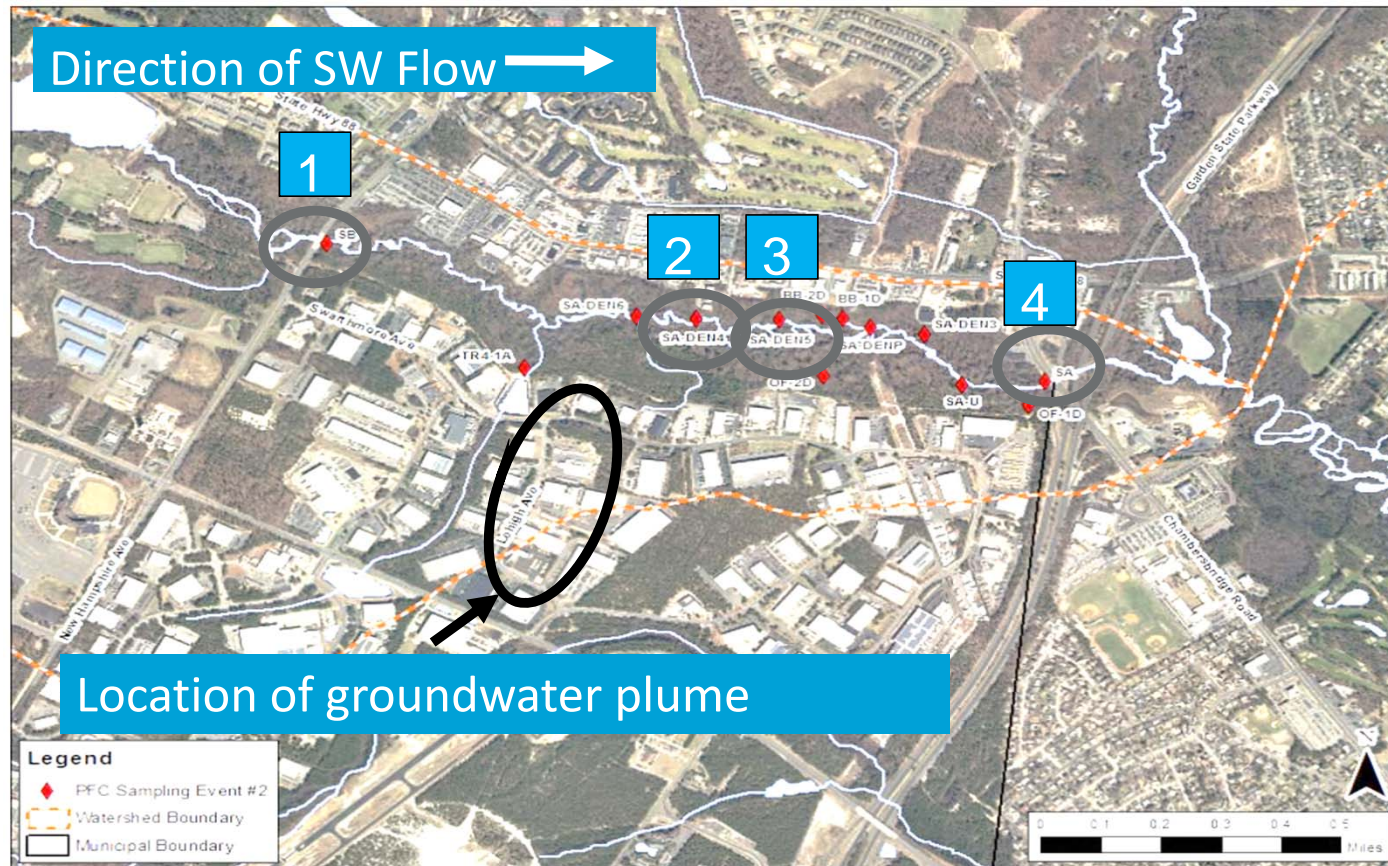 Direction of SW Flow
State Hwy 88
Garden State Parkway
1
SB
2
3
4
SA-DEN6
SA-DEN4
SA-DEN5
BB-2D
BB-1D
SA-DENP
SA-DEN3
Swarthmore Ave
TR4-1A
OF-2D
SA-U
SA
OF-1D
Lehigh Ave
New Hampshire Ave
Chambersbridge Road
Location of groundwater plume
Legend
PFC Sampling Event #2
Watershed Boundary
Municipal Boundary
0 0.1 0.2 0.3 0.4 0.5
Miles